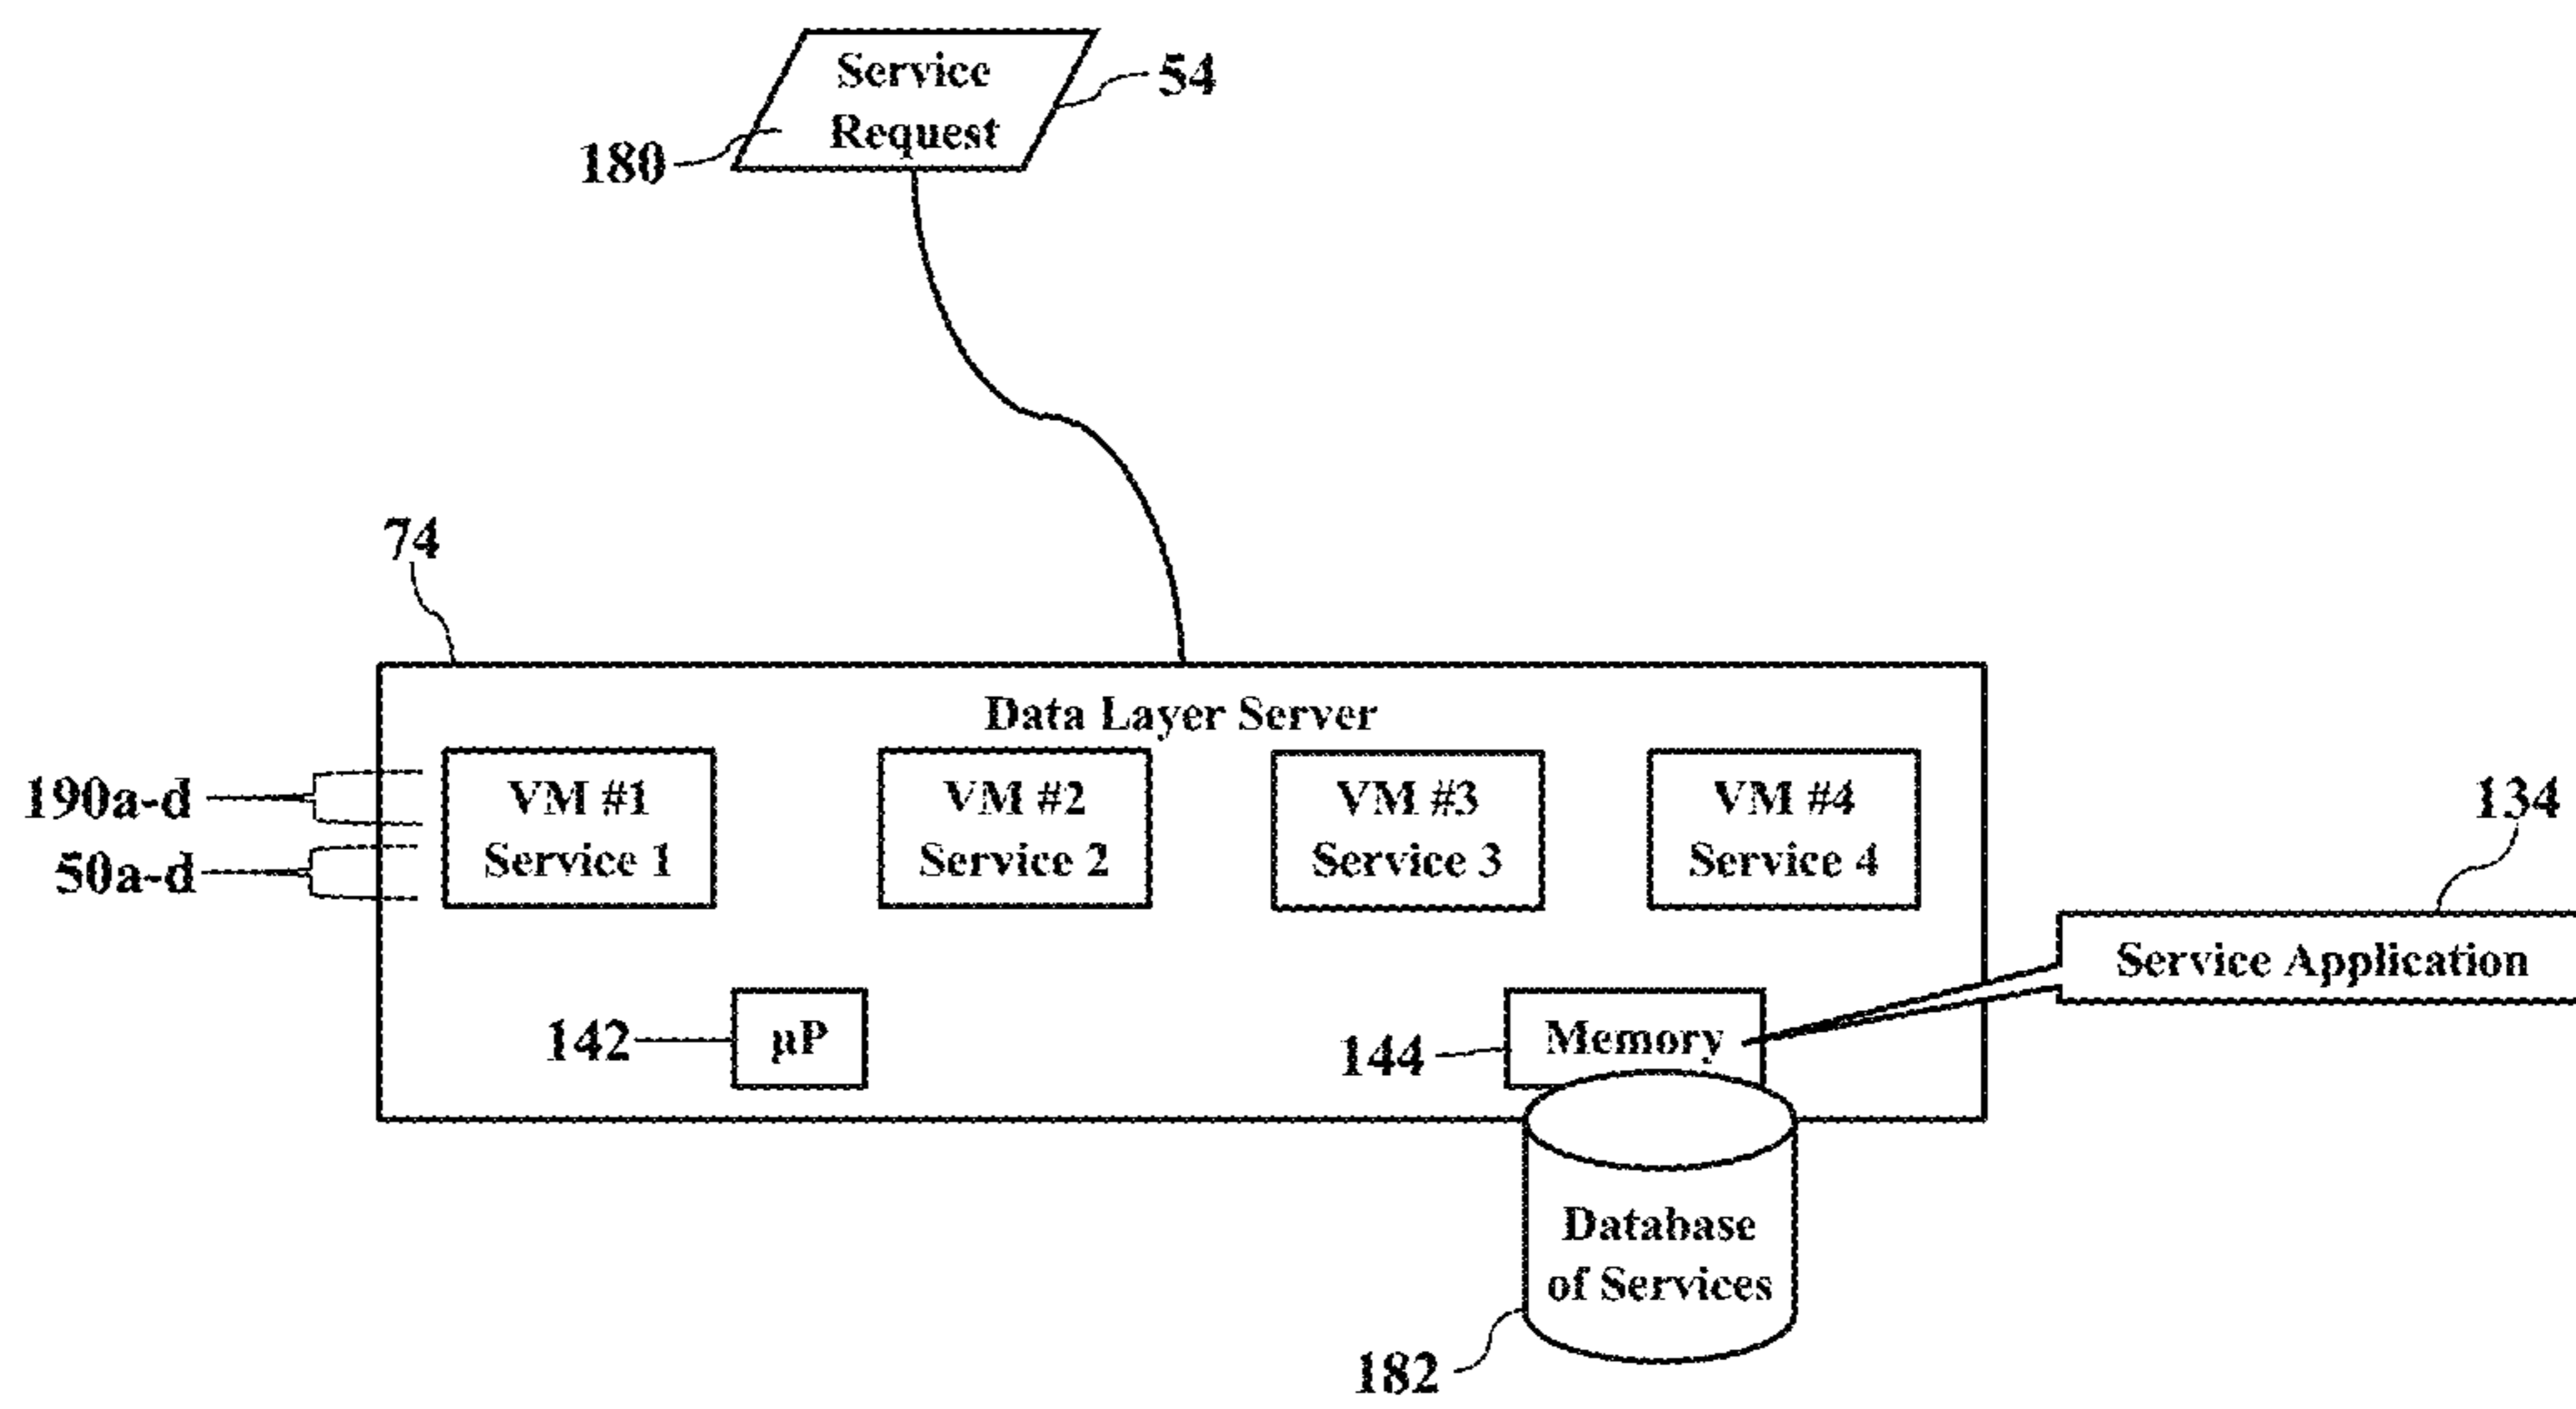 Service
Request
54
180
74
Data Layer Server
190a-d
50a-d
VM #1
Service 1
VM #2
Service 2
VM #3
Service 3
VM #4
Service 4
134
Service Application
142
µP
144
Memory
Database
of Services
182